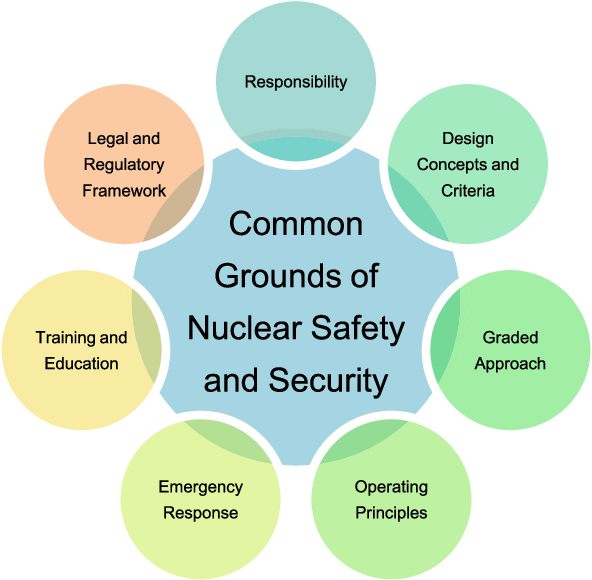 Responsibility
Legal and
Regulatory
Framework
Design
Concepts and
Criteria
Common
Grounds of
Nuclear Safety
and Security
Training and
Education
Graded
Approach
Emergency
Response
Operating
Principles